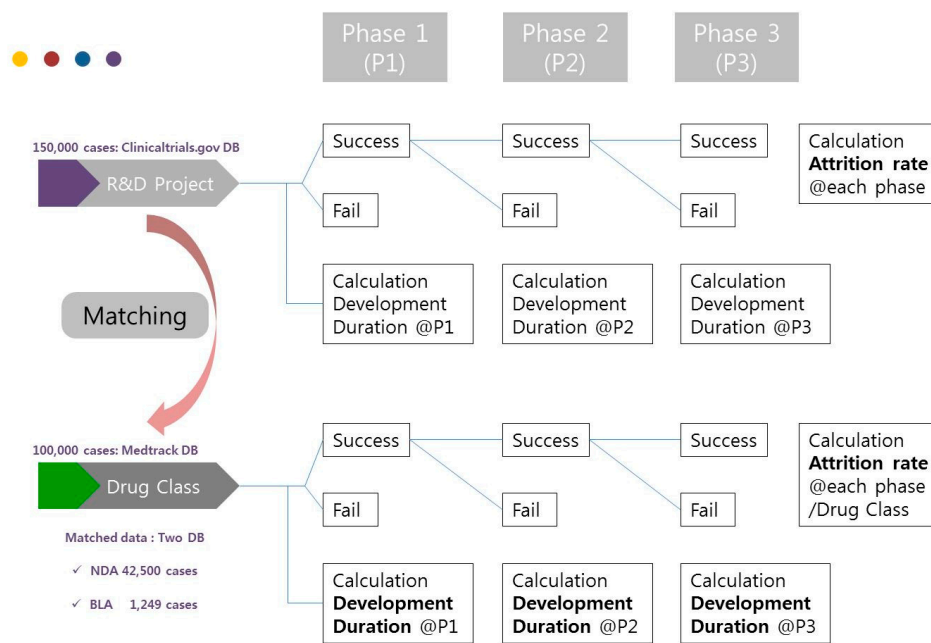 Phase 1
(P1)
Phase 2
(P2)
Phase 3
(P3)
150,000 cases: Clinicaltrials.gov DB
R&D Project
Success
Success
Success
Calculation
Attrition rate
@each phase
Fail
Fail
Fail
Calculation
Development
Duration @P1
Calculation
Development
Duration @P2
Calculation
Development
Duration @P3
Matching
100,000 cases: Medtrack DB
Drug Class
Success
Success
Success
Calculation
Attrition rate
@each phase
/Drug Class
Fail
Fail
Fail
Matched data : Two DB
✓ NDA 42,500 cases
✓ BLA 1,249 cases
Calculation
Development
Duration @P1
Calculation
Development
Duration @P2
Calculation
Development
Duration @P3